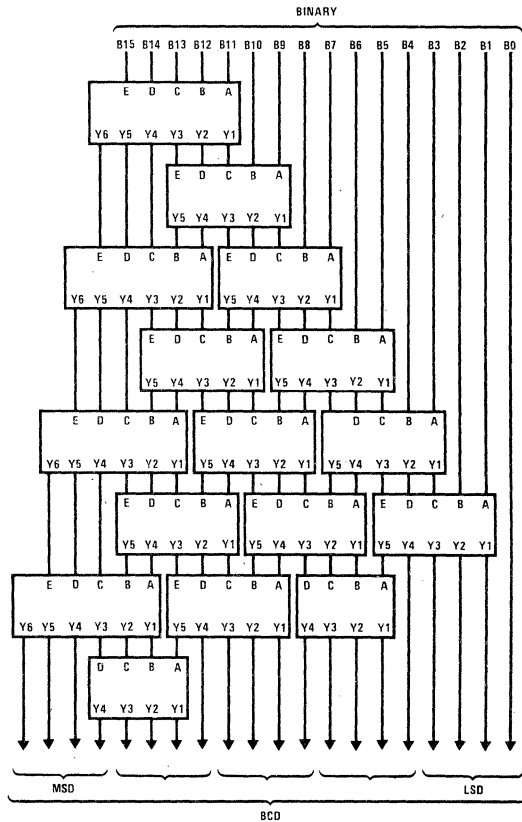 BINARY
B15 B14 B13 B12 B11 B10 B9 B8 B7 B6 B5 B4 B3 B2 B1 B0
E D C B A
Y6 Y5 Y4 Y3 Y2 Y1
E D C B A
Y5 Y4 Y3 Y2 Y1
E D C B A E D C B A
Y6 Y5 Y4 Y3 Y2 Y1 Y5 Y4 Y3 Y2 Y1
E D C B A E D C B A
Y5 Y4 Y3 Y2 Y1 Y5 Y4 Y3 Y2 Y1
E D C B A E D C B A D C B A
Y6 Y5 Y4 Y3 Y2 Y1 Y5 Y4 Y3 Y2 Y1 Y5 Y4 Y3 Y2 Y1
E D C B A E D C B A E D C B A
Y5 Y4 Y3 Y2 Y1 Y5 Y4 Y3 Y2 Y1 Y5 Y4 Y3 Y2 Y1
E D C B A E D C B A D C B A
Y6 Y5 Y4 Y3 Y2 Y1 Y5 Y4 Y3 Y2 Y1 Y4 Y3 Y2 Y1
D C B A
Y4 Y3 Y2 Y1
MSD LSD
BCD